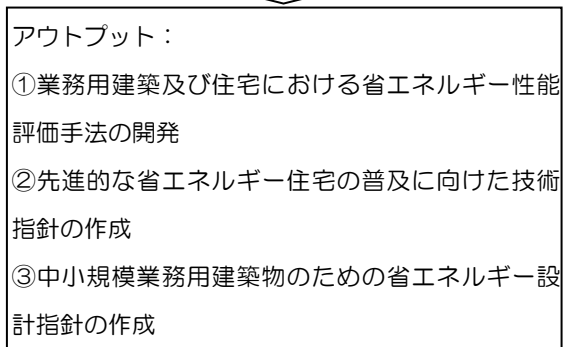 アウトプット：
①業務用建築及び住宅における省エネルギー性能
評価手法の開発
②先進的な省エネルギー住宅の普及に向けた技術
指針の作成
③中小規模業務用建築物のための省エネルギー設
計指針の作成